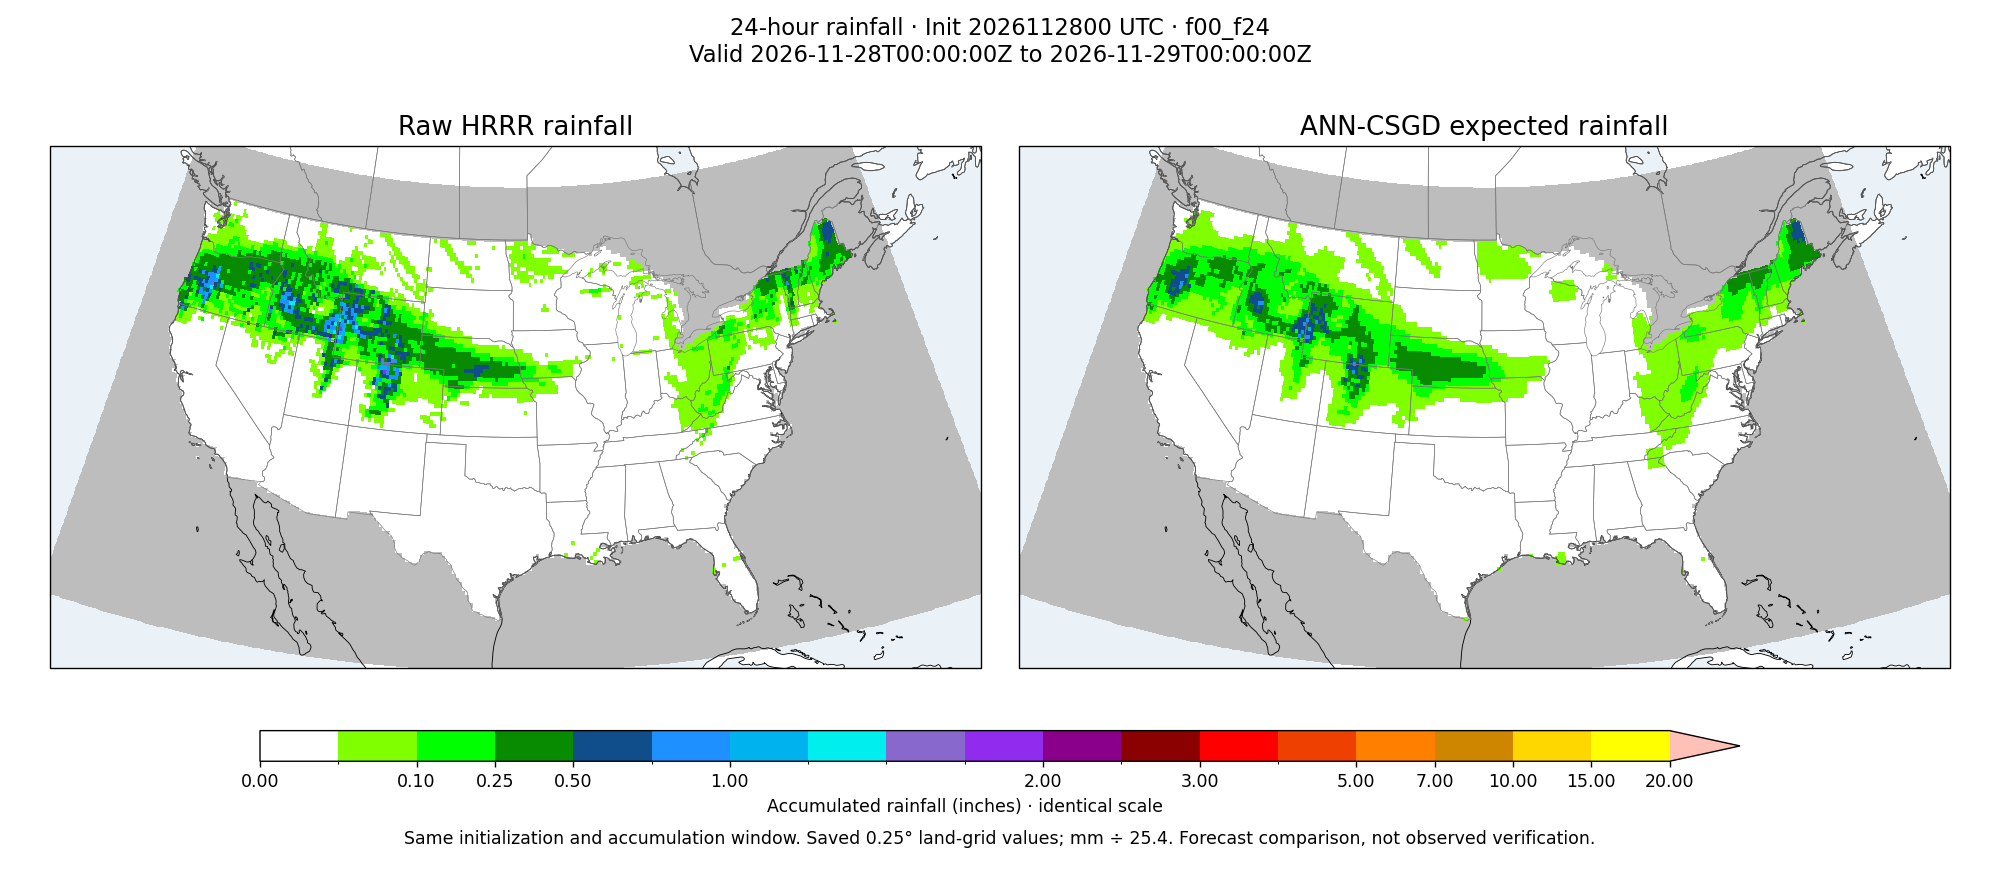 24-hour rainfall · Init 2026112800 UTC · f00_f24
Valid 2026-11-28T00:00:00Z to 2026-11-29T00:00:00Z
Raw HRRR rainfall
ANN-CSGD expected rainfall
0.00 0.10 0.25 0.50 1.00 2.00 3.00 5.00 7.00 10.00 15.00 20.00
Accumulated rainfall (inches) · identical scale
Same initialization and accumulation window. Saved 0.25° land-grid values; mm ÷ 25.4. Forecast comparison, not observed verification.